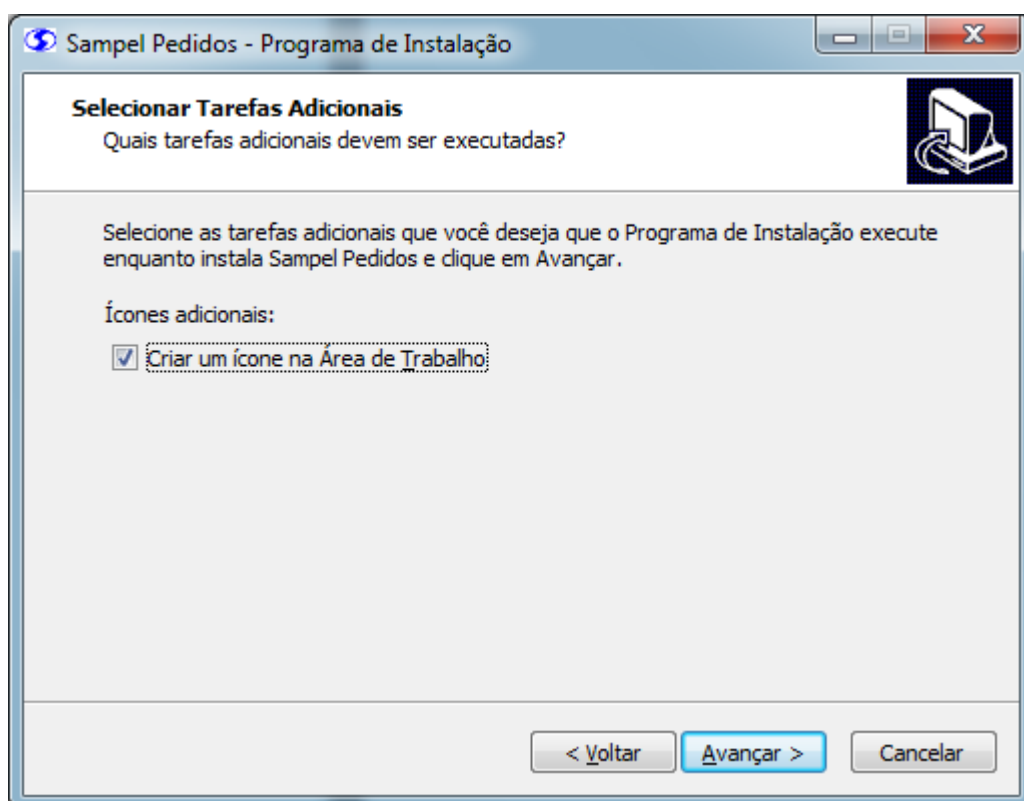 Sampel Pedidos - Programa de Instalação
Selecionar Tarefas Adicionais
Quais tarefas adicionais devem ser executadas?
Selecione as tarefas adicionais que você deseja que o Programa de Instalação execute
enquanto instala Sampel Pedidos e clique em Avançar.
Ícones adicionais:
Criar um ícone na Área de Trabalho
< Voltar
Avançar >
Cancelar